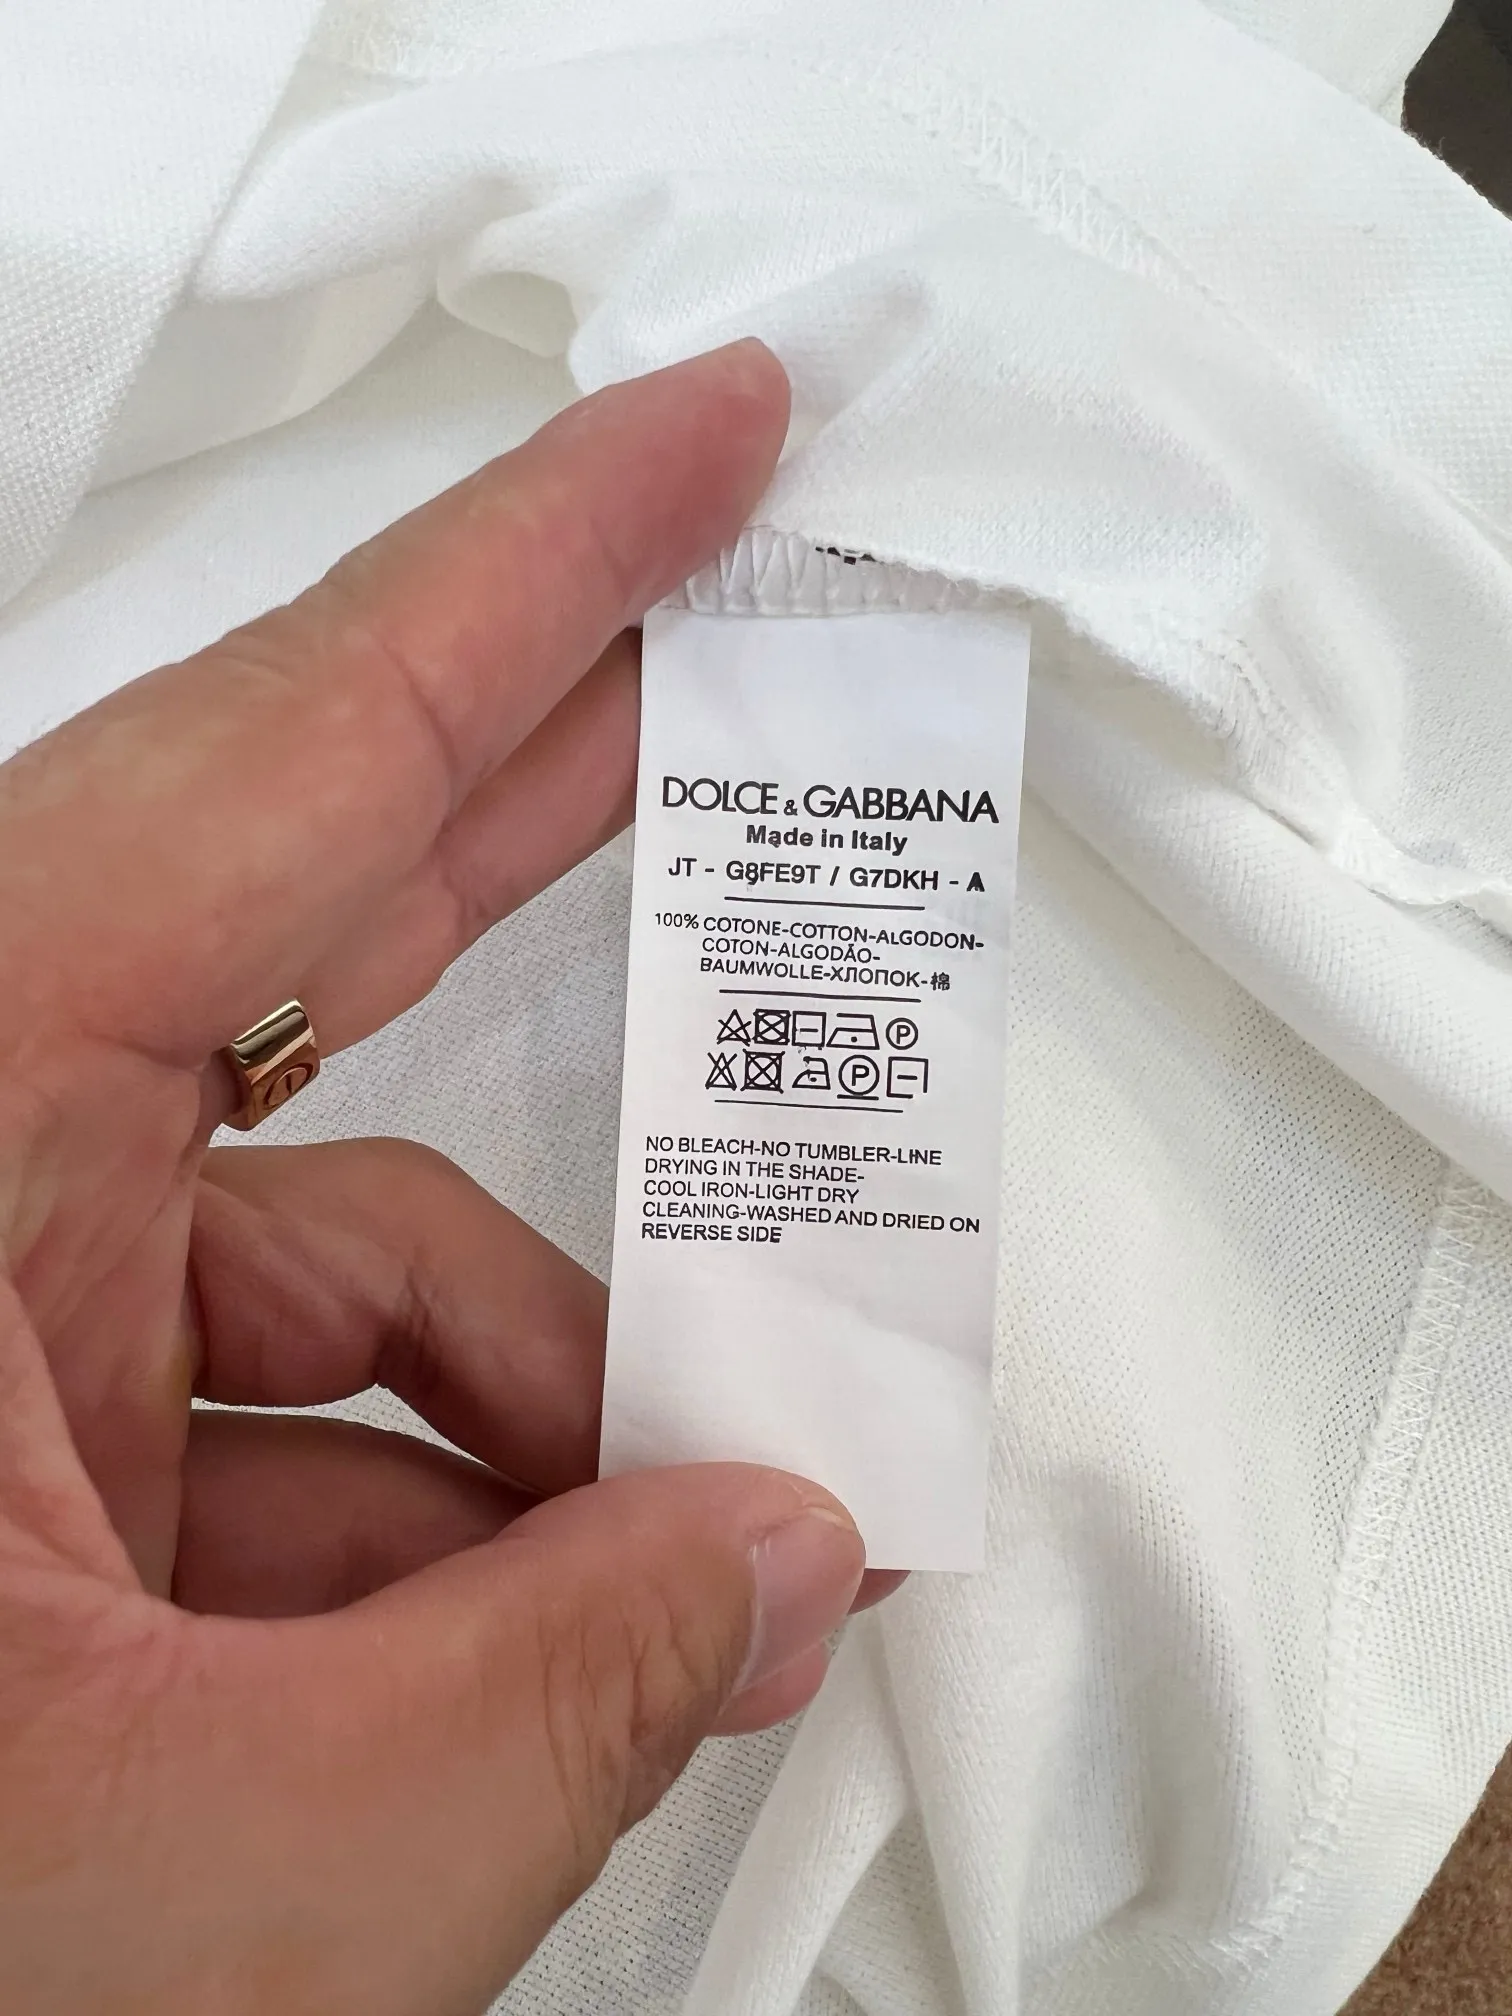 DOLCE & GABBANA
Made in Italy
JT - G8FE9T / G7DKH - A
100% COTONE-COTTON-ALGODON-
COTON-ALGODÃO-
BAUMWOLLE-ХЛОПОК-棉
P
P
NO BLEACH-NO TUMBLER-LINE
DRYING IN THE SHADE-
COOL IRON-LIGHT DRY
CLEANING-WASHED AND DRIED ON
REVERSE SIDE